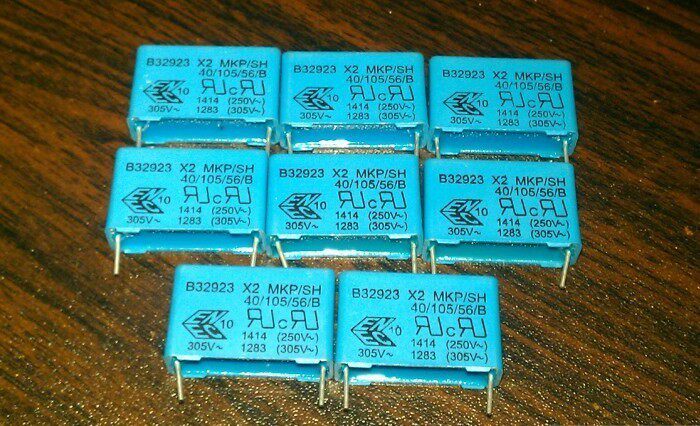 B32923 X2 MKP/SH
40/105/56/B
10
305V~
1414 (250V~)
1283 (305V~)
B32923 X2 MKP/SH
40/105/56/B
10
305V~
1414 (250V~)
1283 (305V~)
B32923 X2 MKP/SH
40/105/56/B
10
305V~
1414 (250V~)
1283 (305V~)
B32923 X2 MKP/SH
40/105/56/B
10
305V~
1414 (250V~)
1283 (305V~)
B32923 X2 MKP/SH
40/105/56/B
10
305V~
1414 (250V~)
1283 (305V~)
B32923 X2 MKP/SH
40/105/56/B
10
305V~
1414 (250V~)
1283 (305V~)
B32923 X2 MKP/SH
40/105/56/B
10
305V~
1414 (250V~)
1283 (305V~)
B32923 X2 MKP/SH
40/105/56/B
10
305V~
1414 (250V~)
1283 (305V~)